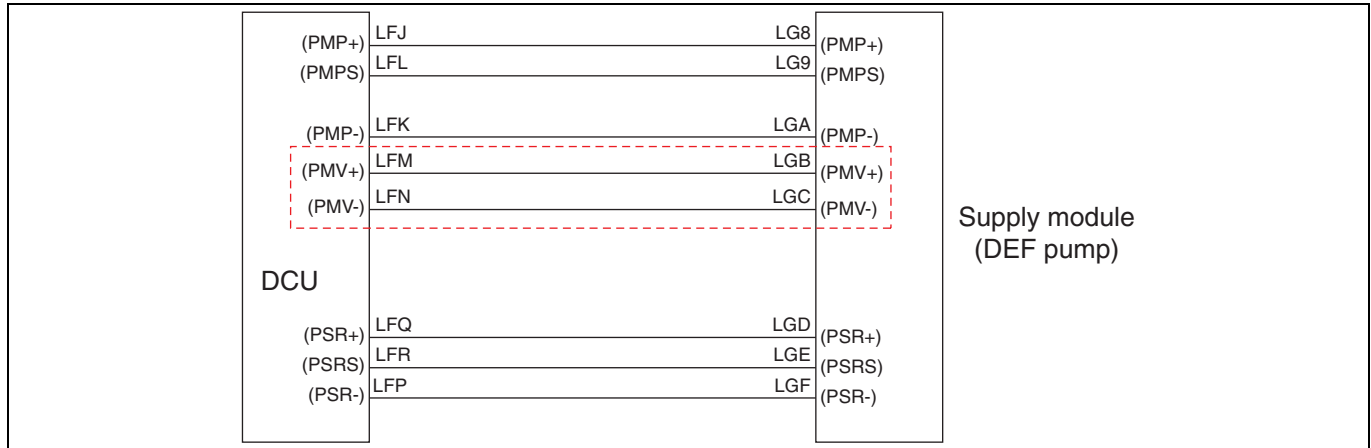 (PMP+) LFJ LG8 (PMP+)
(PMPS) LFL LG9 (PMPS)
(PMP-) LFK LGA (PMP-)
(PMV+) LFM LGB (PMV+)
(PMV-) LFN LGC (PMV-)
Supply module
(DEF pump)
DCU
(PSR+) LFQ LGD (PSR+)
(PSRS) LFR LGE (PSRS)
(PSR-) LFP LGF (PSR-)